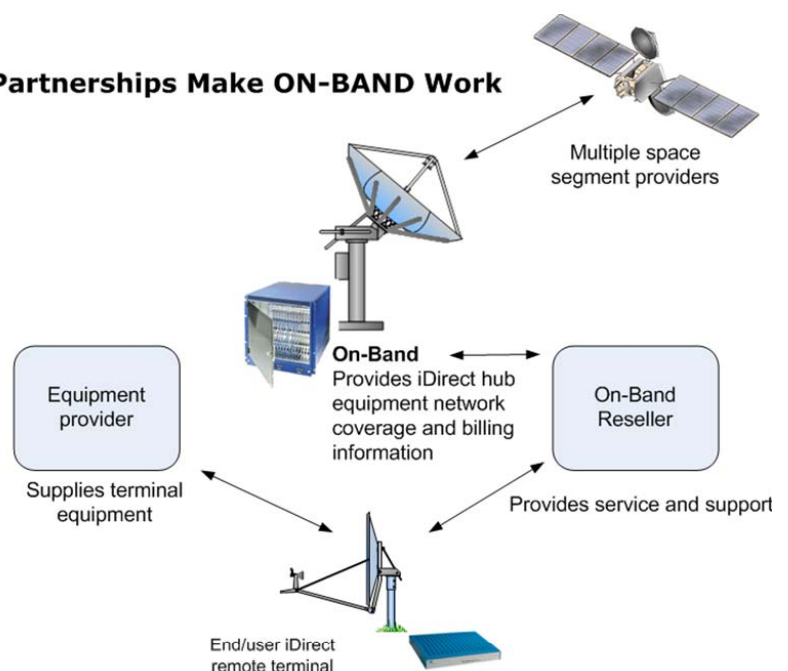 Partnerships Make ON-BAND Work
Multiple space
segment providers
On-Band
Provides iDirect hub
equipment network
coverage and billing
information
Equipment
provider
Supplies terminal
equipment
On-Band
Reseller
Provides service and support
End/user iDirect
remote terminal